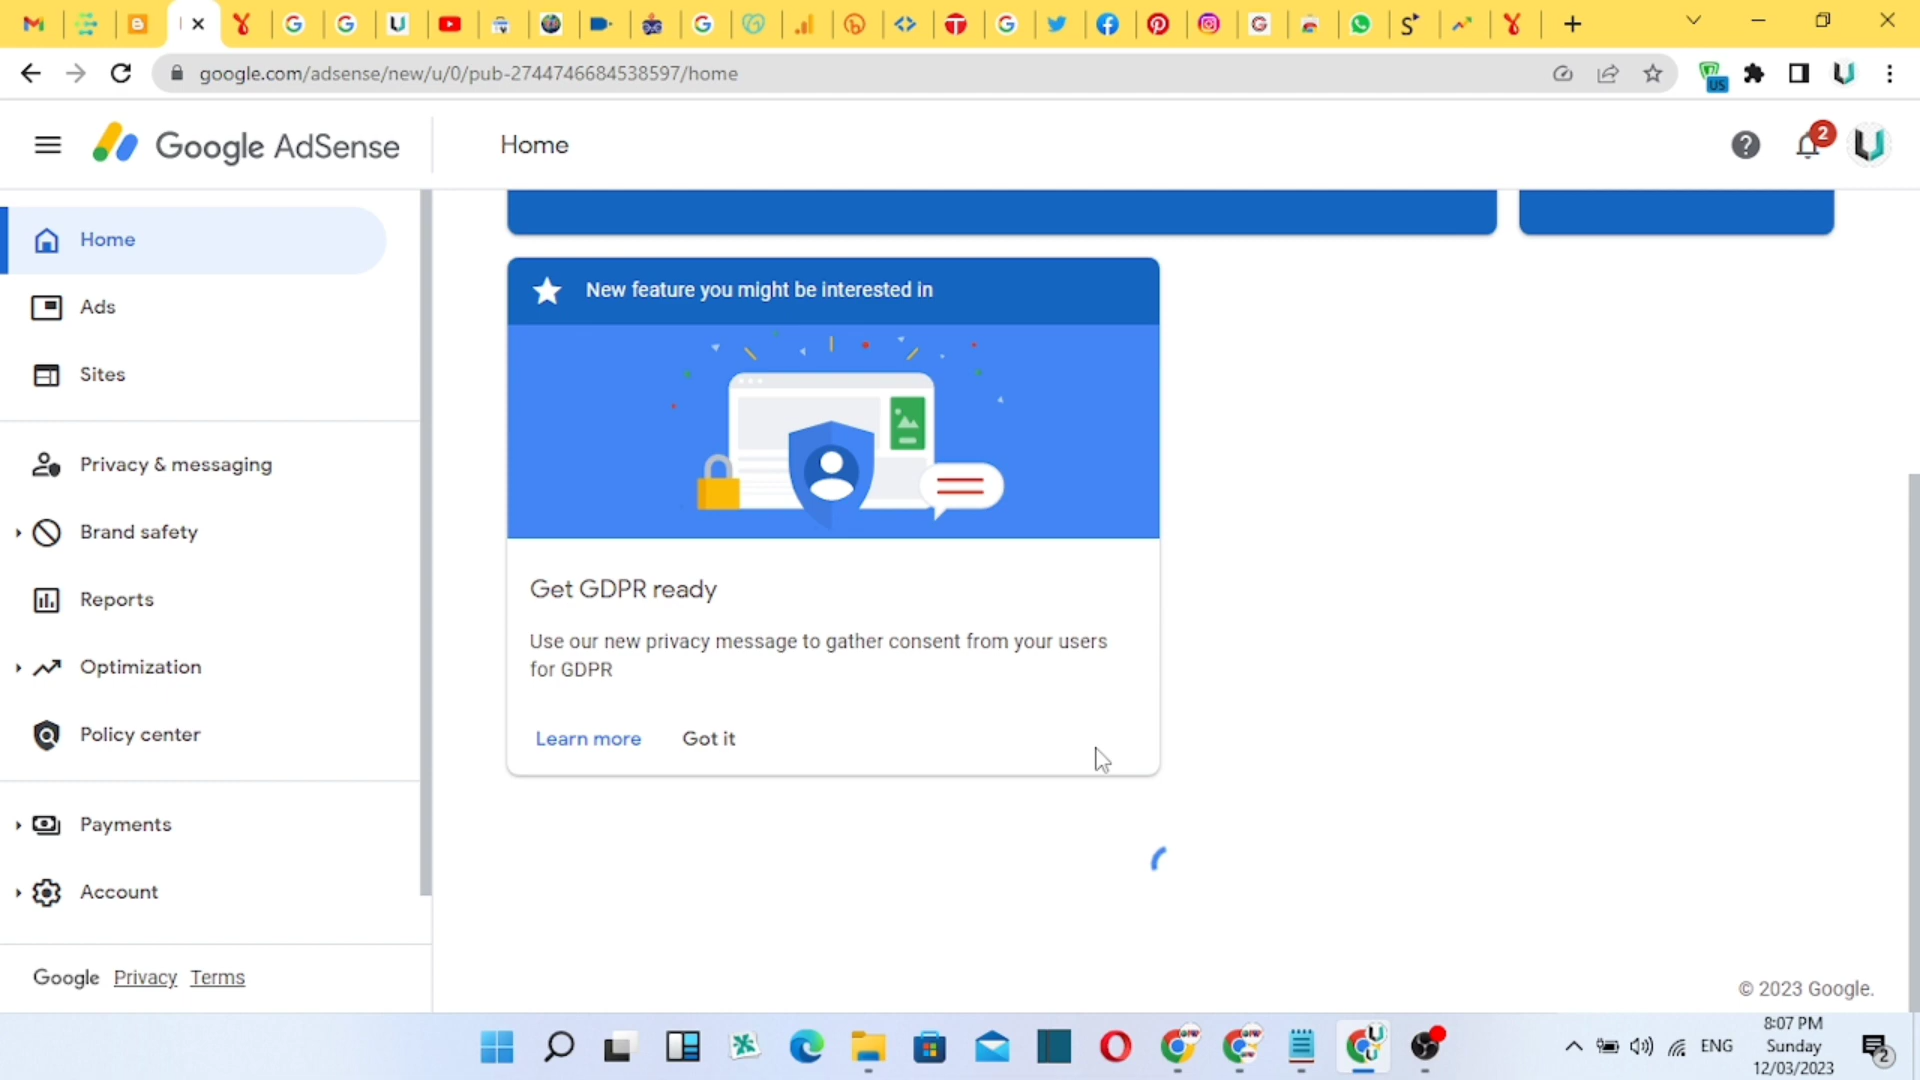 google.com/adsense/new/u/0/pub-2744746684538597/home
US
Google AdSense
Home
2
Home
Ads
Sites
Privacy & messaging
Brand safety
Reports
Optimization
Policy center
Payments
Account
Google Privacy Terms
New feature you might be interested in
Get GDPR ready
Use our new privacy message to gather consent from your users
for GDPR
Learn more Got it
© 2023 Google.
ENG
8:07 PM
Sunday
12/03/2023
2